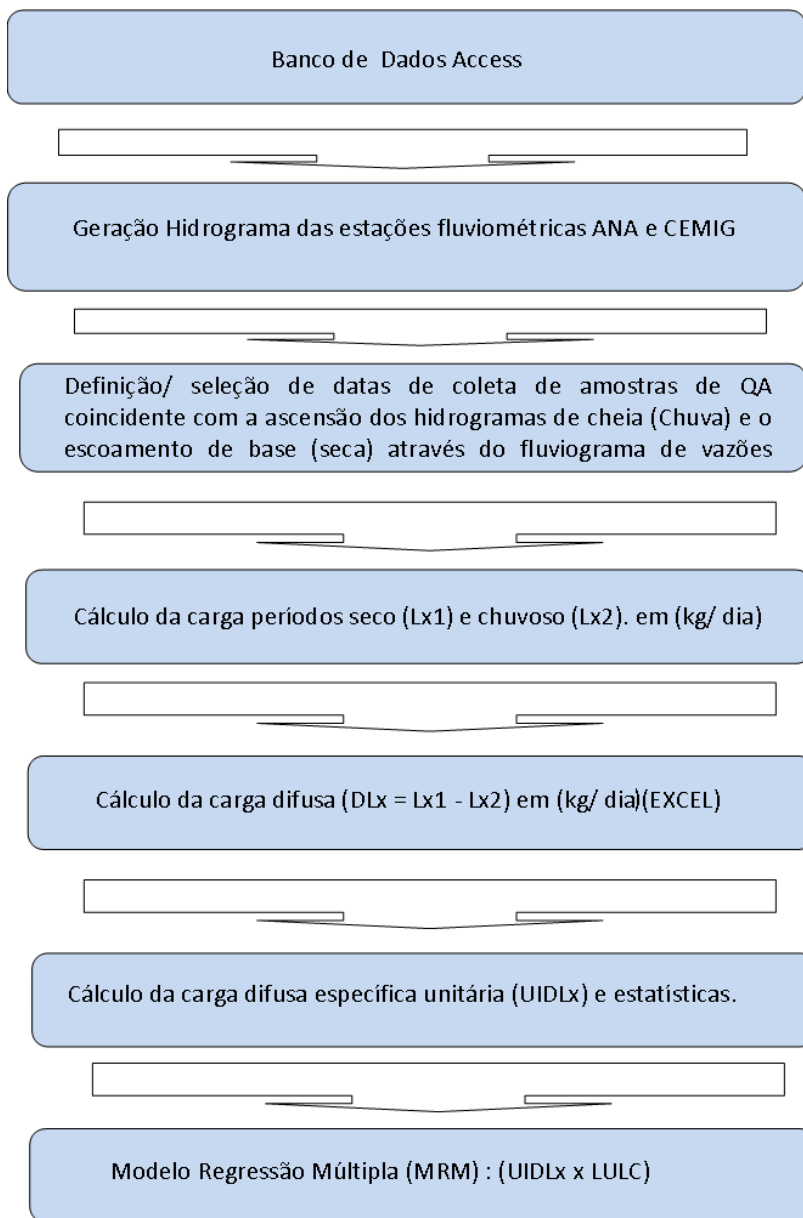 Banco de Dados Access
Geração Hidrograma das estações fluviométricas ANA e CEMIG
Definição/ seleção de datas de coleta de amostras de QA
coincidente com a ascensão dos hidrogramas de cheia (Chuva) e o
escoamento de base (seca) através do fluviograma de vazões
Cálculo da carga períodos seco (Lx1) e chuvoso (Lx2). em (kg/ dia)
Cálculo da carga difusa (DLx = Lx1 - Lx2) em (kg/ dia)(EXCEL)
Cálculo da carga difusa específica unitária (UIDLx) e estatísticas.
Modelo Regressão Múltipla (MRM) : (UIDLx x LULC)